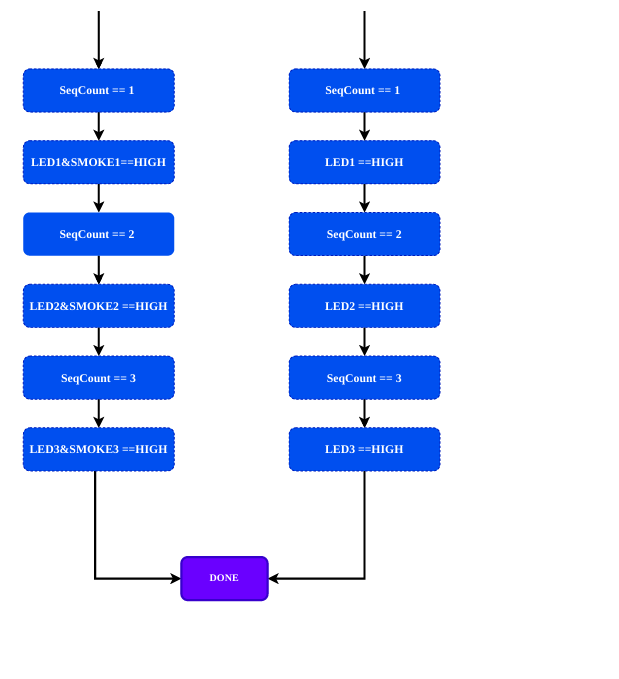 SeqCount == 1
LED1&SMOKE1==HIGH
SeqCount == 2
LED2&SMOKE2 ==HIGH
SeqCount == 3
LED3&SMOKE3 ==HIGH
SeqCount == 1
LED1 ==HIGH
SeqCount == 2
LED2 ==HIGH
SeqCount == 3
LED3 ==HIGH
DONE